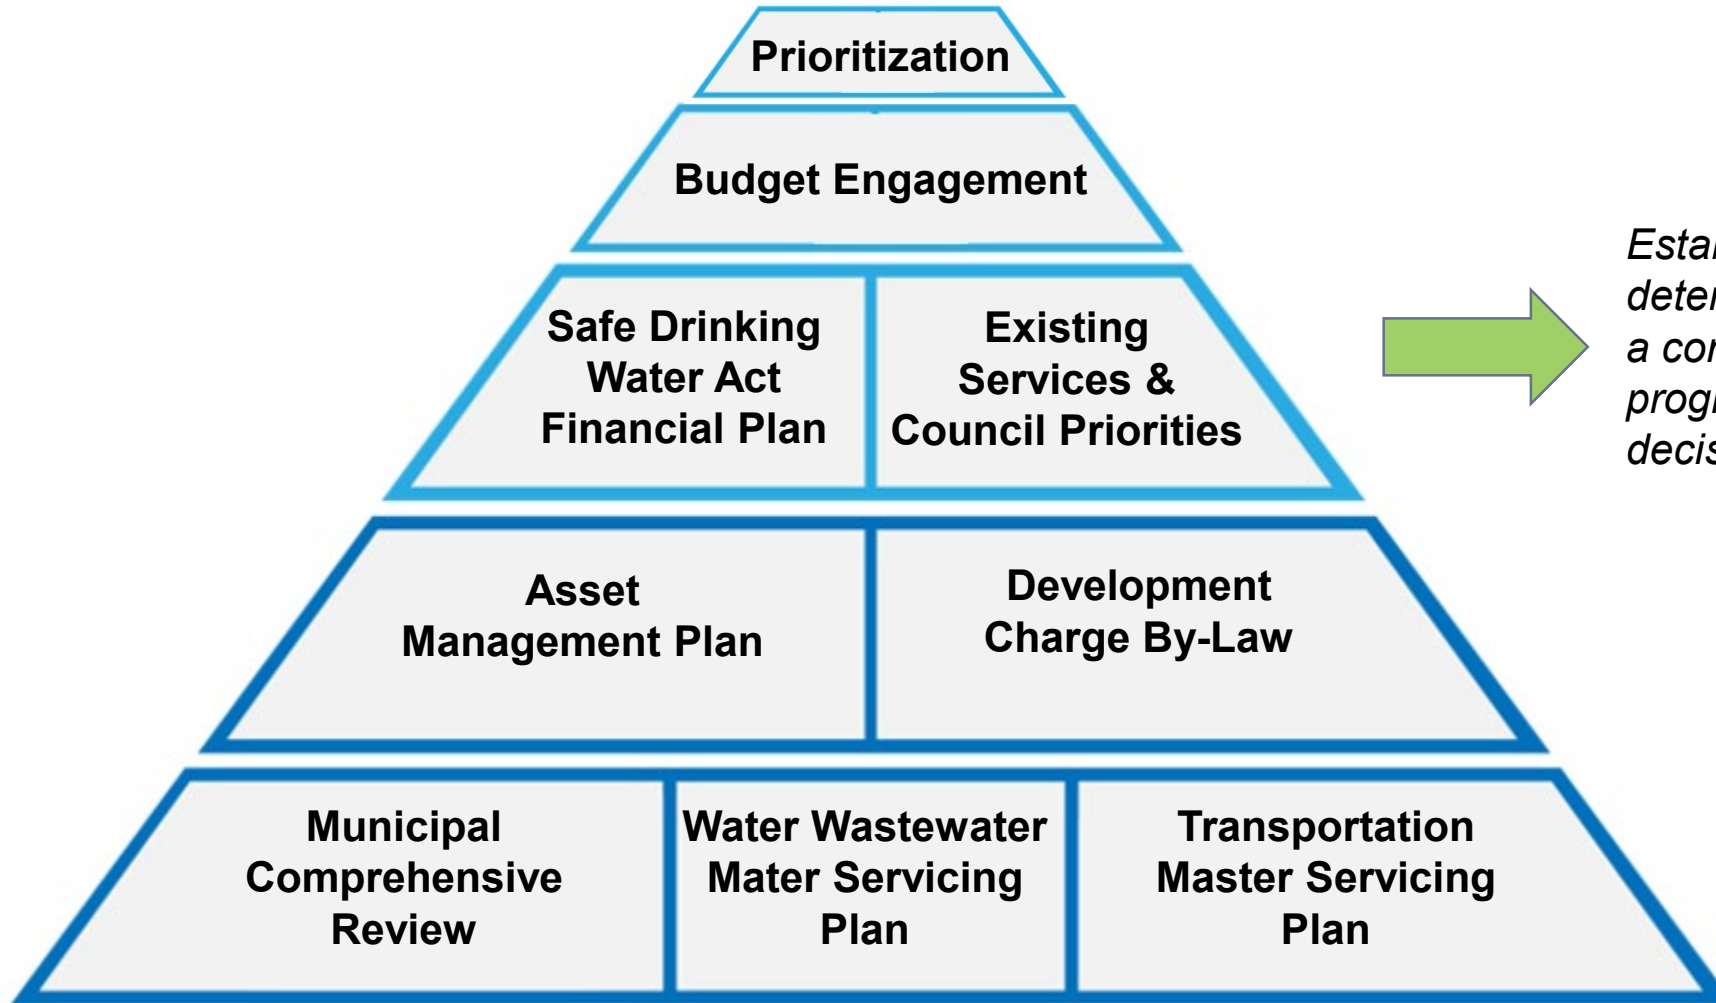 Prioritization
Budget Engagement
Safe Drinking
Water Act
Financial Plan
Existing
Services &
Council Priorities
Asset
Management Plan
Development
Charge By-Law
Municipal
Comprehensive
Review
Water Wastewater
Mater Servicing
Plan
Transportation
Master Servicing
Plan
a